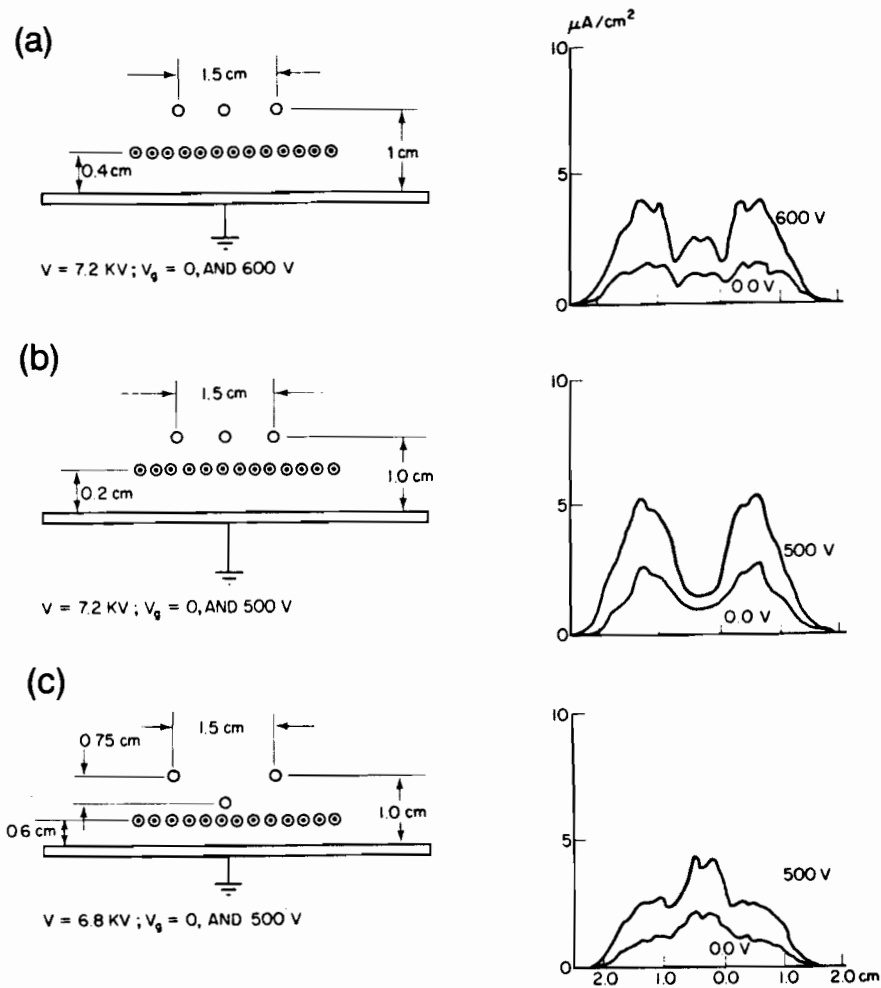 (a)
1.5 cm
0.4 cm
1 cm
V = 7.2 KV ; Vg = 0, AND 600 V
μA/cm²
10
5
0
600 V
0.0 V
(b)
1.5 cm
0.2 cm
1.0 cm
V = 7.2 KV ; Vg = 0, AND 500 V
10
5
0
500 V
0.0 V
(c)
0.75 cm
1.5 cm
0.6 cm
1.0 cm
V = 6.8 KV ; Vg = 0, AND 500 V
10
5
0
500 V
0.0 V
2.0 1.0 0.0 1.0 2.0 cm